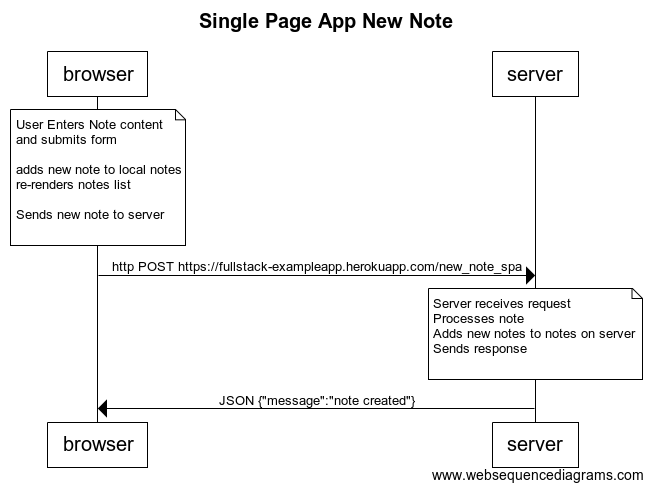 Single Page App New Note
browser
server
User Enters Note content
and submits form
adds new note to local notes
re-renders notes list
Sends new note to server
http POST https://fullstack-exampleapp.herokuapp.com/new_note_spa
Server receives request
Processes note
Adds new notes to notes on server
Sends response
JSON {"message":"note created"}
browser
server
www.websequencediagrams.com